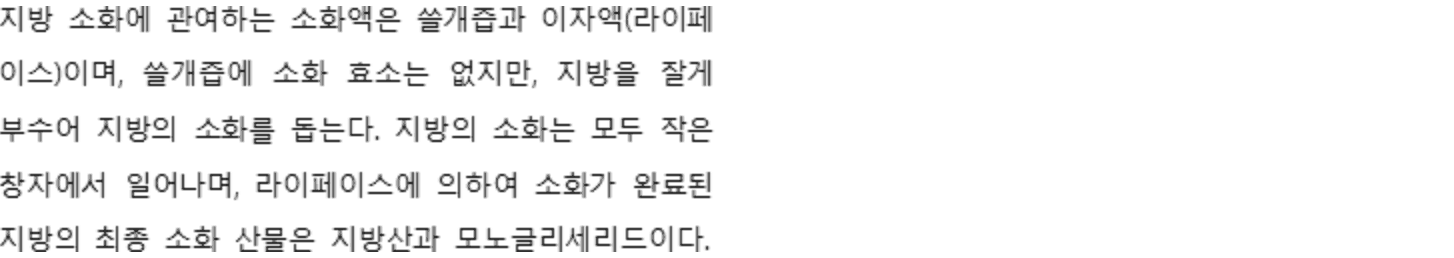 지방 소화에 관여하는 소화액은 쓸개즙과 이자액(라이페
이스)이며, 쓸개즙에 소화 효소는 없지만, 지방을 잘게
부수어 지방의 소화를 돕는다. 지방의 소화는 모두 작은
창자에서 일어나며, 라이페이스에 의하여 소화가 완료된
지방의 최종 소화 산물은 지방산과 모노글리세리드이다.